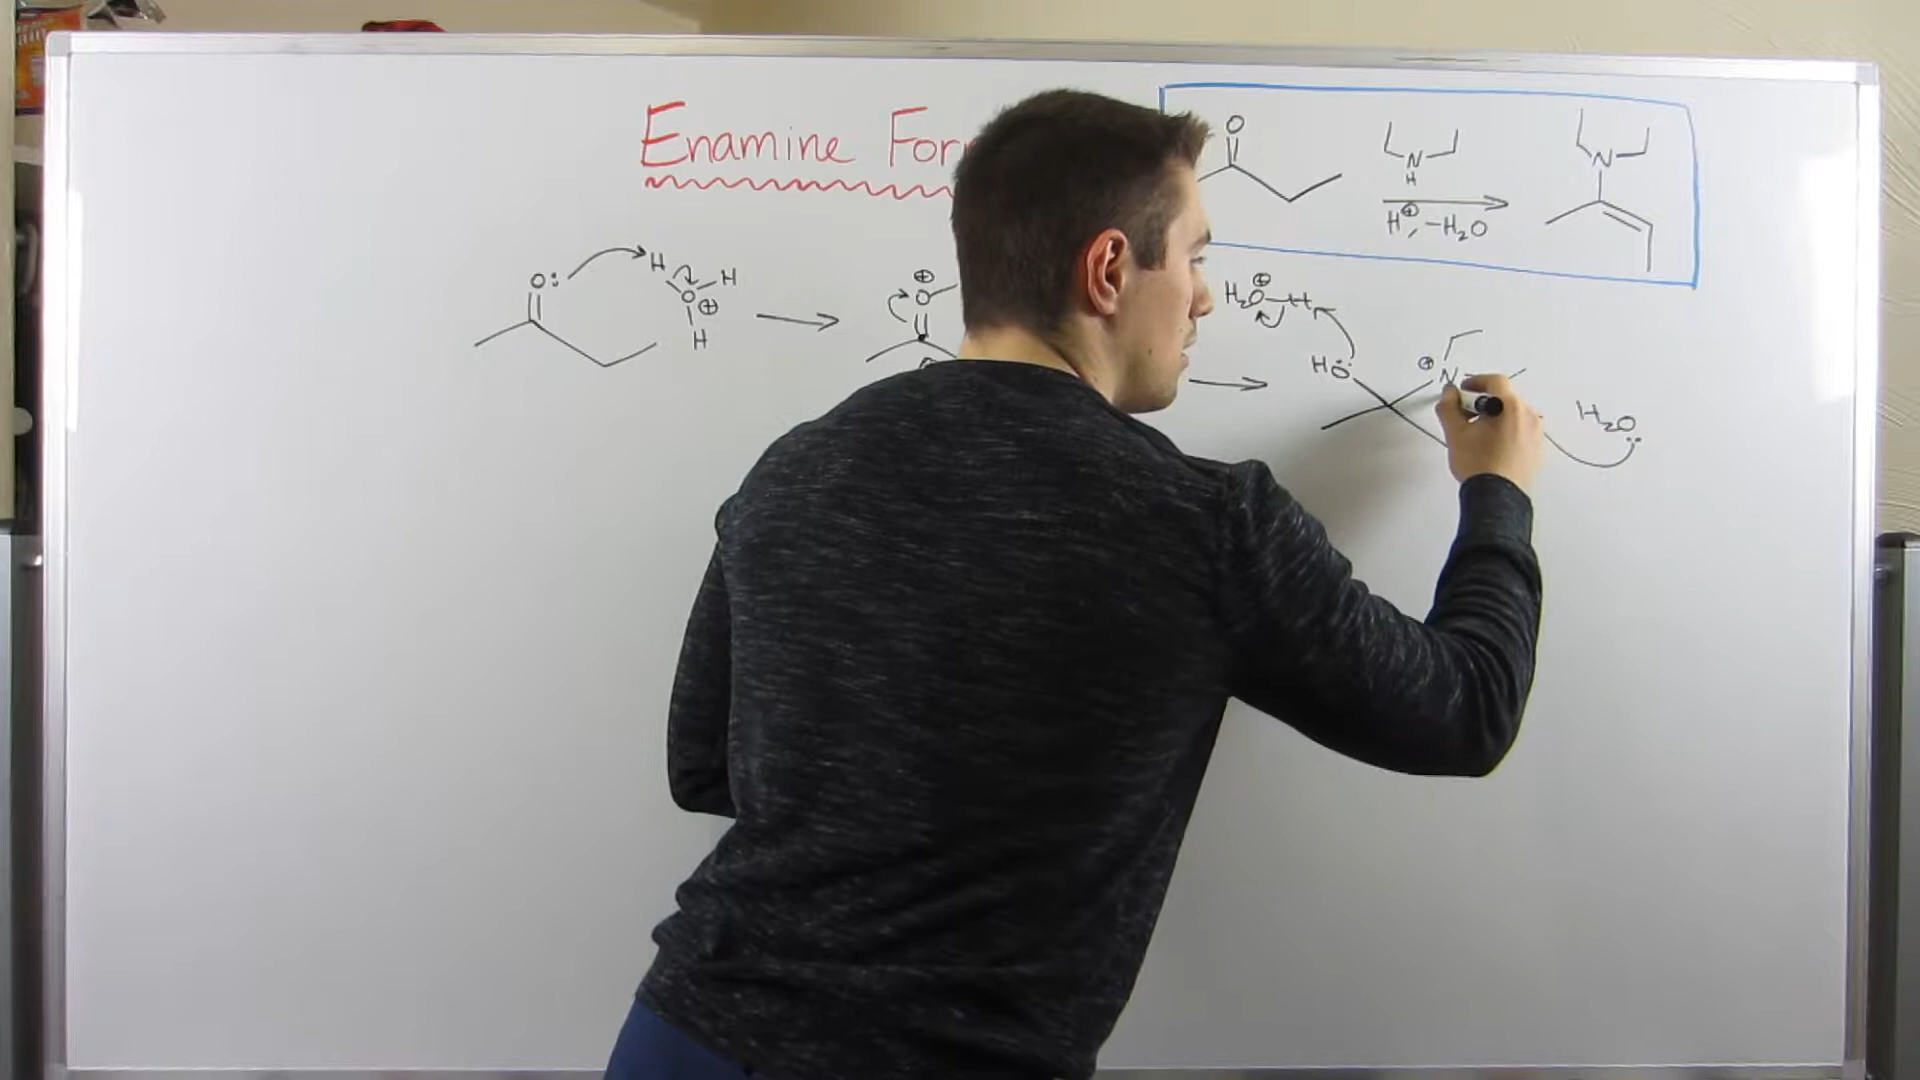 Enamine For
O
N
H
H⊕, -H₂O
N
O:
H
H
O
⊕
H
⊕
O
⊕
H₂O-H
HÖ
⊕
N
H₂O